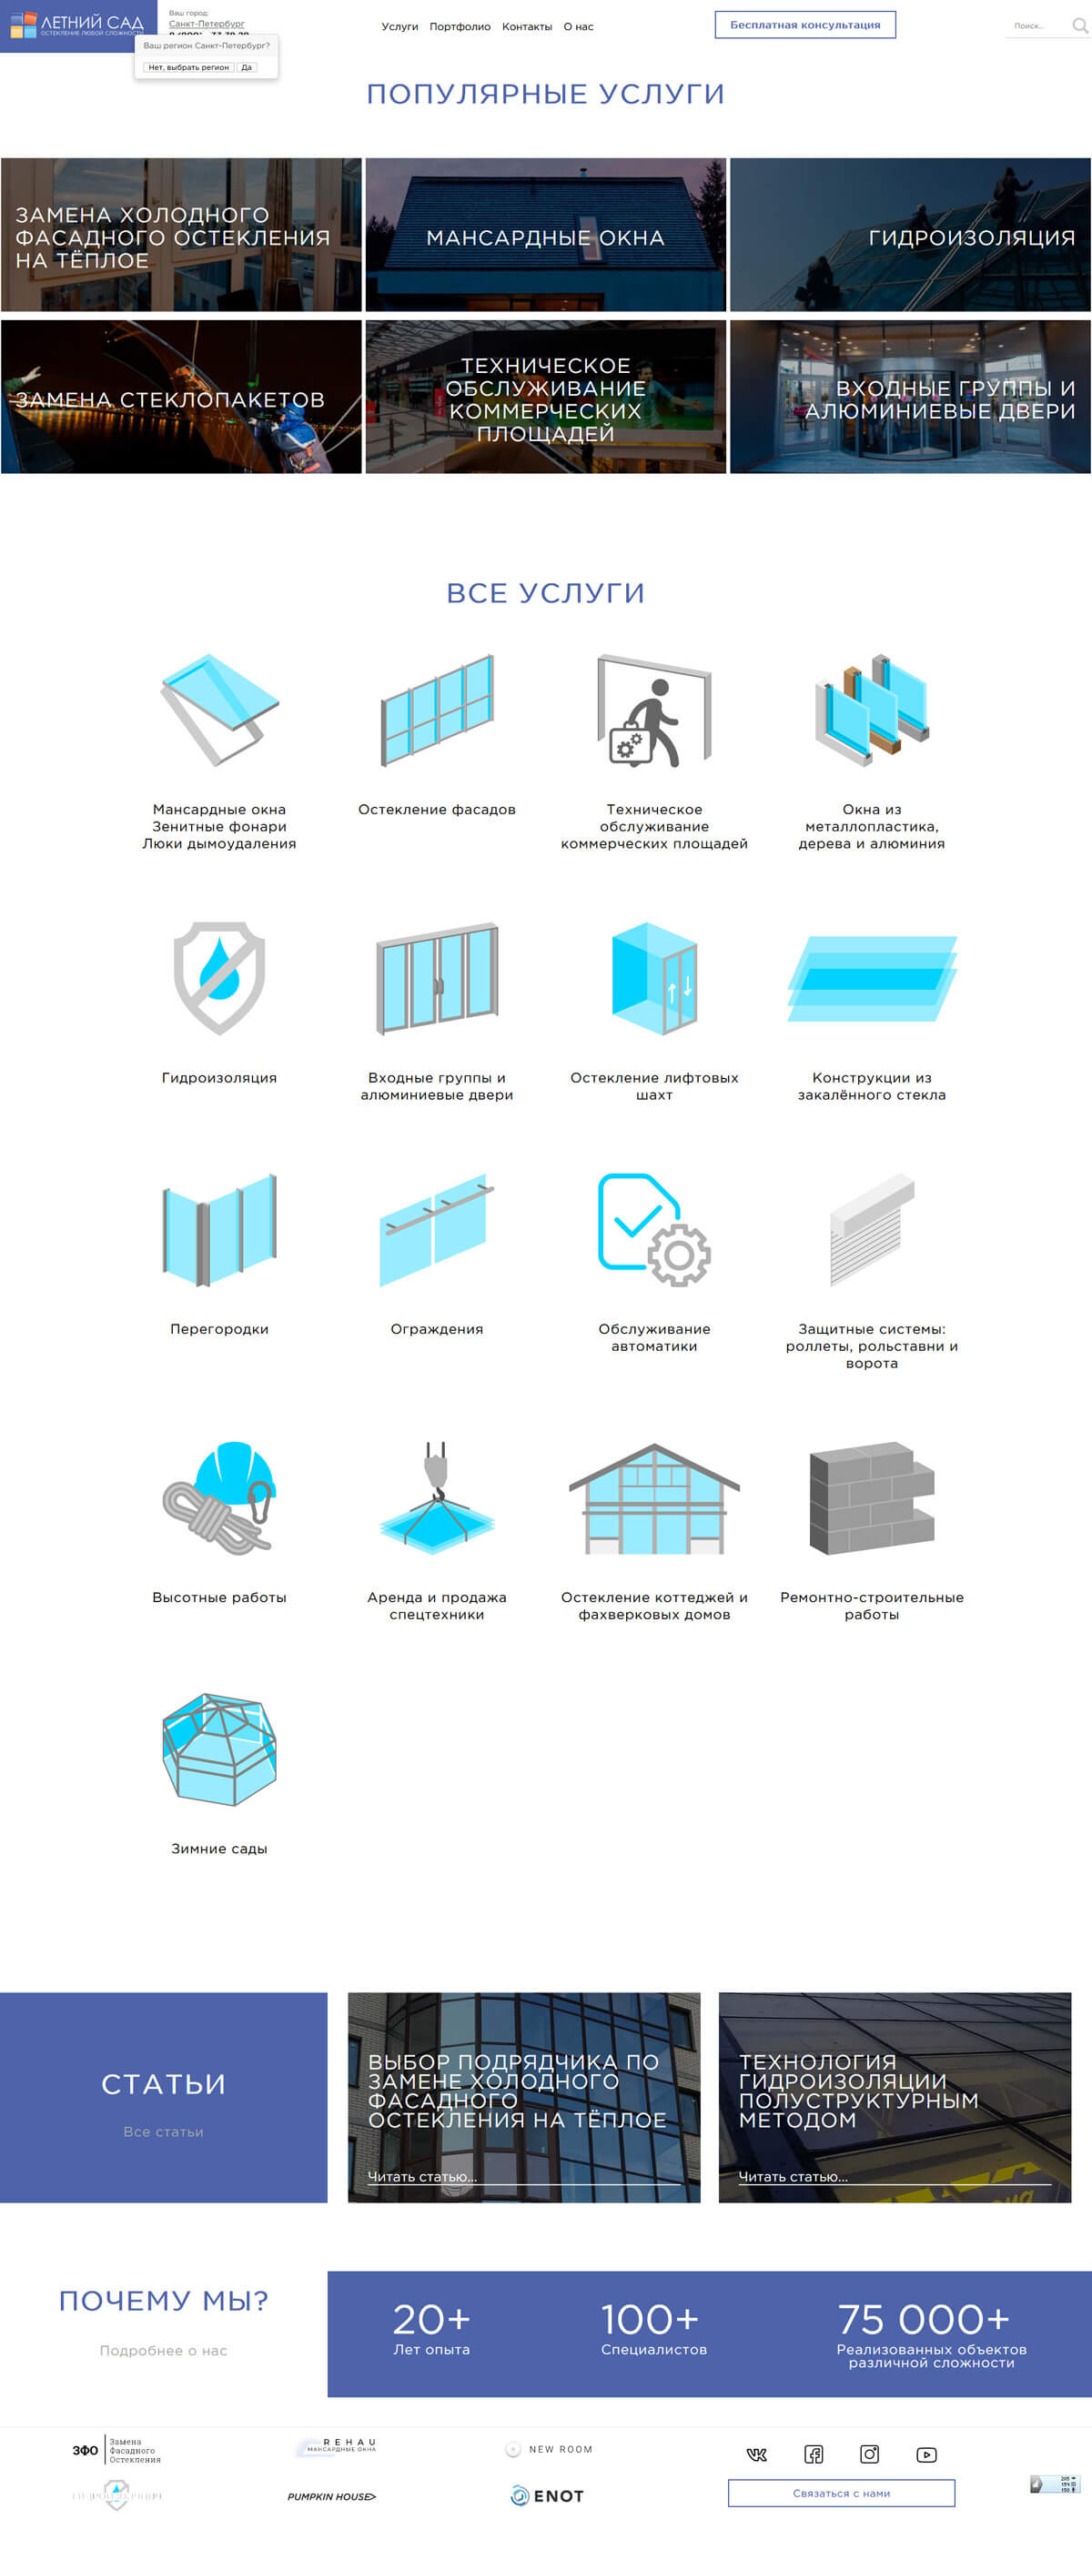 ЛЕТНИЙ САД
ОСТЕКЛЕНИЕ ЛЮБОЙ СЛОЖНОСТИ
Ваш город:
Санкт-Петербург
Ваш регион Санкт-Петербург?
Нет, выбрать регион
Да
Услуги
Портфолио
Контакты
О нас
Бесплатная консультация
Поиск...
ПОПУЛЯРНЫЕ УСЛУГИ
ЗАМЕНА ХОЛОДНОГО
ФАСАДНОГО ОСТЕКЛЕНИЯ
НА ТЁПЛОЕ
МАНСАРДНЫЕ ОКНА
ГИДРОИЗОЛЯЦИЯ
ЗАМЕНА СТЕКЛОПАКЕТОВ
ТЕХНИЧЕСКОЕ
ОБСЛУЖИВАНИЕ
КОММЕРЧЕСКИХ
ПЛОЩАДЕЙ
ВХОДНЫЕ ГРУППЫ И
АЛЮМИНИЕВЫЕ ДВЕРИ
ВСЕ УСЛУГИ
Мансардные окна
Зенитные фонари
Люки дымоудаления
Остекление фасадов
Техническое
обслуживание
коммерческих площадей
Окна из
металлопластика,
дерева и алюминия
Гидроизоляция
Входные группы и
алюминиевые двери
Остекление лифтовых
шахт
Конструкции из
закалённого стекла
Перегородки
Ограждения
Обслуживание
автоматики
Защитные системы:
роллеты, рольставни и
ворота
Высотные работы
Аренда и продажа
спецтехники
Остекление коттеджей и
фахверковых домов
Ремонтно-строительные
работы
Зимние сады
СТАТЬИ
Все статьи
ВЫБОР ПОДРЯДЧИКА ПО
ЗАМЕНЕ ХОЛОДНОГО
ФАСАДНОГО
ОСТЕКЛЕНИЯ НА ТЁПЛОЕ
Читать статью...
ТЕХНОЛОГИЯ
ГИДРОИЗОЛЯЦИИ
ПОЛУСТРУКТУРНЫМ
МЕТОДОМ
Читать статью...
ПОЧЕМУ МЫ?
Подробнее о нас
20+
Лет опыта
100+
Специалистов
75 000+
Реализованных объектов
различной сложности
ЗФО
Замена
Фасадного
Остекления
REHAU
МАНСАРДНЫЕ ОКНА
NEW ROOM
PUMPKIN HOUSE
ENOT
Связаться с нами